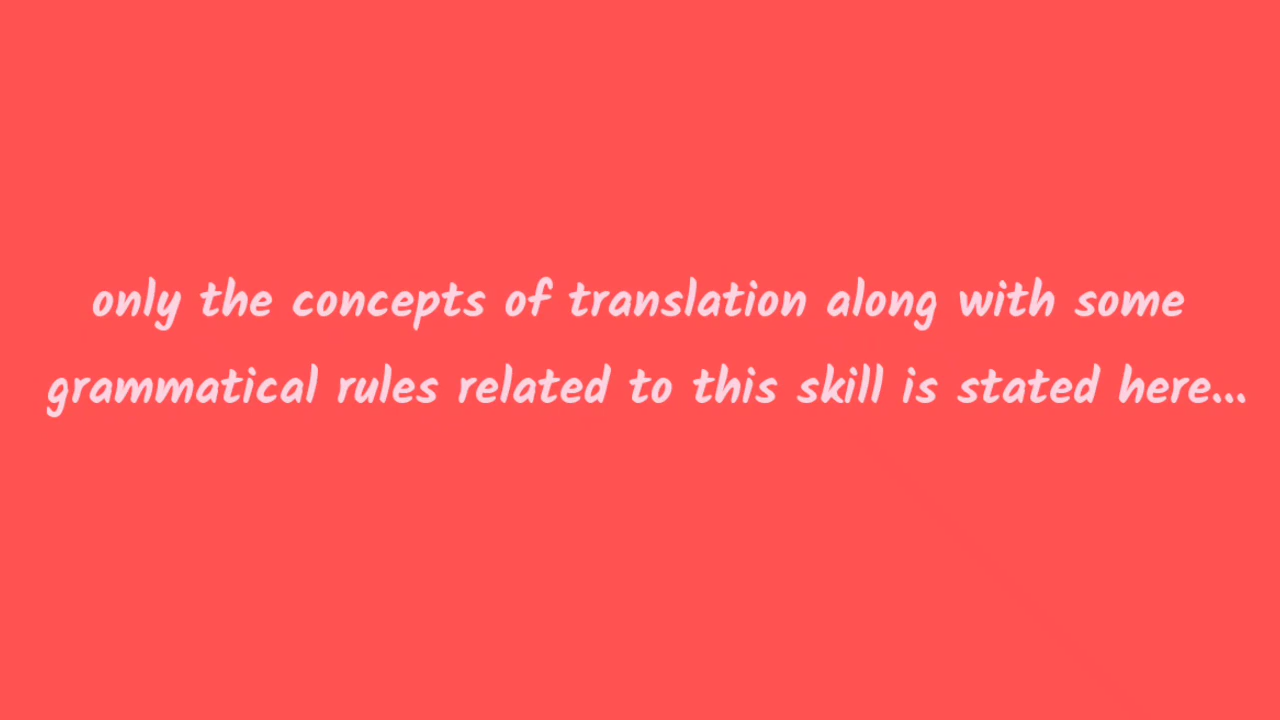 only the concepts of translation along with some
grammatical rules related to this skill is stated here...